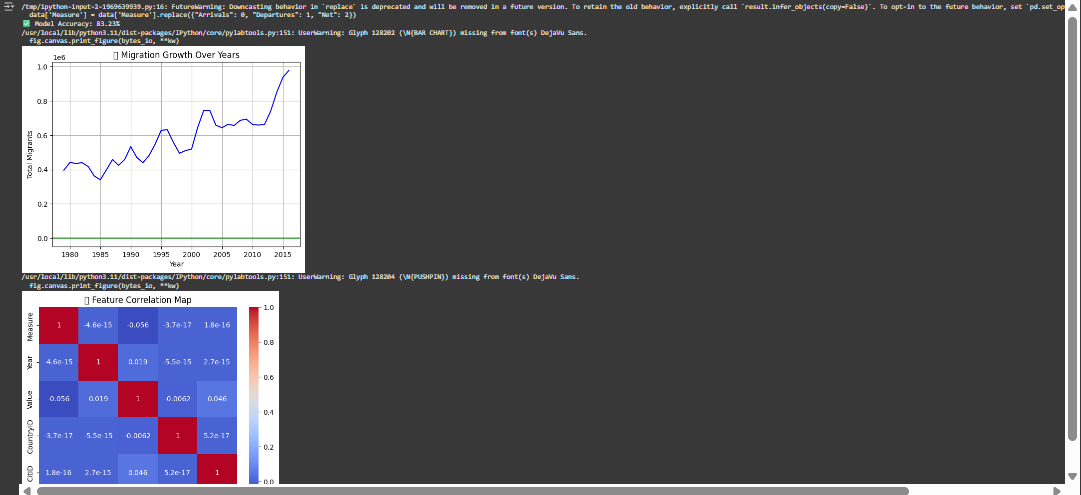 /tmp/ipython-input-2-1969639939.py:16: FutureWarning: Downcasting behavior in `replace` is deprecated and will be removed in a future version. To retain the old behavior, explicitly call `result.infer_objects(copy=False)`. To opt-in to the future behavior, set `pd.set_op
data['Measure'] = data['Measure'].replace({"Arrivals": 0, "Departures": 1, "Net": 2})
✅ Model Accuracy: 83.23%
/usr/local/lib/python3.11/dist-packages/IPython/core/pylabtools.py:151: UserWarning: Glyph 128202 (\N{BAR CHART}) missing from font(s) DejaVu Sans.
fig.canvas.print_figure(bytes_io, **kw)
Migration Growth Over Years
1e6
1.0
0.8
0.6
0.4
0.2
0.0
Total Migrants
1980 1985 1990 1995 2000 2005 2010 2015
Year
/usr/local/lib/python3.11/dist-packages/IPython/core/pylabtools.py:151: UserWarning: Glyph 128204 (\N{PUSHPIN}) missing from font(s) DejaVu Sans.
fig.canvas.print_figure(bytes_io, **kw)
Feature Correlation Map
Measure 1 -4.6e-15 -0.056 -3.7e-17 1.8e-16
Year -4.6e-15 1 0.019 -5.5e-15 2.7e-15
Value -0.056 0.019 1 -0.0062 0.046
CountryID -3.7e-17 -5.5e-15 -0.0062 1 5.2e-17
CitID 1.8e-16 2.7e-15 0.046 5.2e-17 1
1.0
0.8
0.6
0.4
0.2
0.0